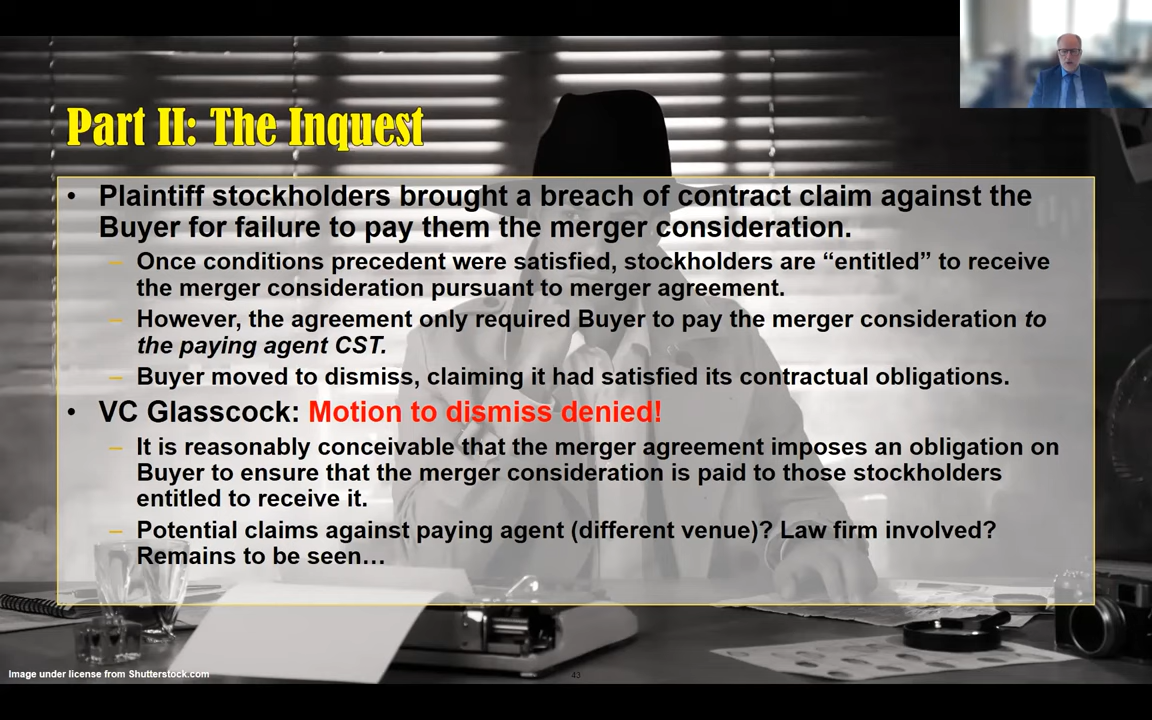 Part II: The Inquest
• Plaintiff stockholders brought a breach of contract claim against the
Buyer for failure to pay them the merger consideration.
– Once conditions precedent were satisfied, stockholders are “entitled” to receive
the merger consideration pursuant to merger agreement.
– However, the agreement only required Buyer to pay the merger consideration to
the paying agent CST.
– Buyer moved to dismiss, claiming it had satisfied its contractual obligations.
• VC Glasscock: Motion to dismiss denied!
– It is reasonably conceivable that the merger agreement imposes an obligation on
Buyer to ensure that the merger consideration is paid to those stockholders
entitled to receive it.
– Potential claims against paying agent (different venue)? Law firm involved?
Remains to be seen…
Image under license from Shutterstock.com
43